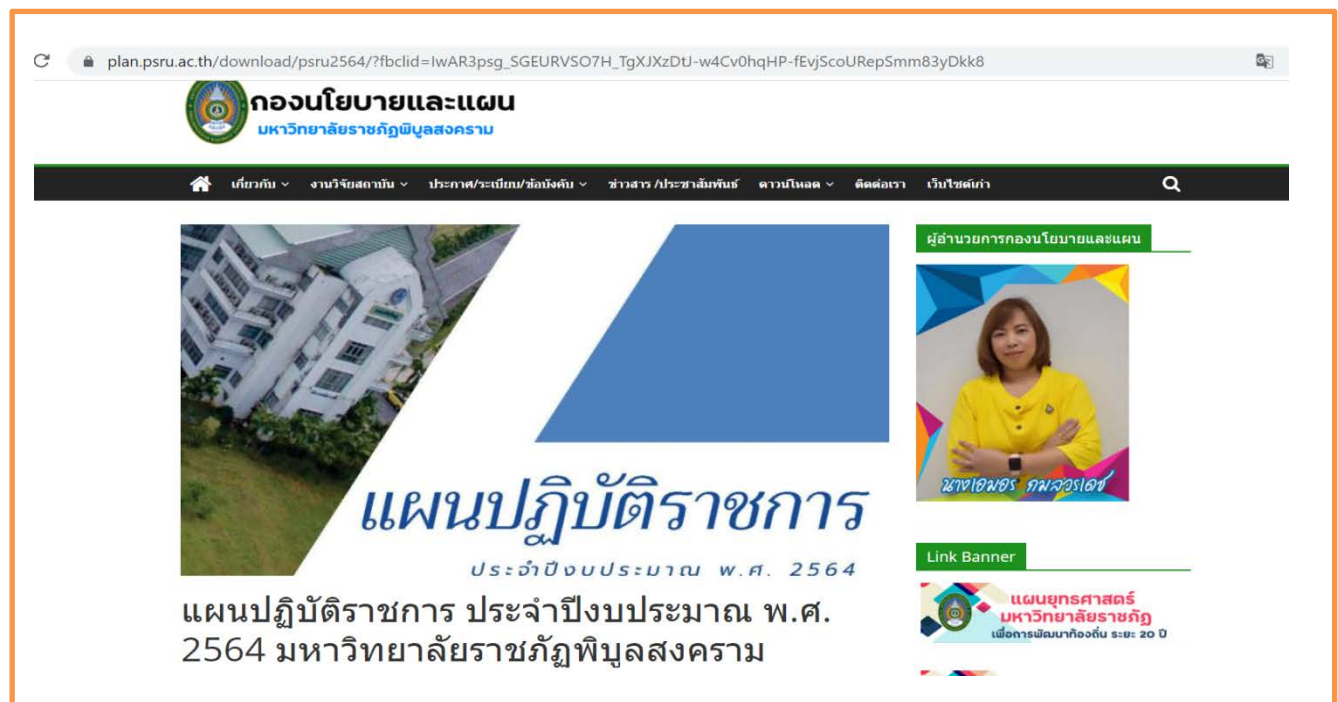 plan.psru.ac.th/download/psru2564/?fbclid=IwAR3psg_SGEURVSO7H_TgXJXzDtJ-w4Cv0hqHP-fEvjScoURepSmm83yDkk8
กองนโยบายและแผน
มหาวิทยาลัยราชภัฏพิบูลสงคราม
เกี่ยวกับ งานวิจัยสถาบัน ประกาศ/ระเบียบ/ข้อบังคับ ข่าวสาร /ประชาสัมพันธ์ ดาวน์โหลด ติดต่อเรา เว็บไซต์เก่า
ผู้อำนวยการกองนโยบายและแผน
นางเอมอร กมลวรเดช
แผนปฏิบัติราชการ
ประจำปีงบประมาณ พ.ศ. 2564
แผนปฏิบัติราชการ ประจำปีงบประมาณ พ.ศ.
2564 มหาวิทยาลัยราชภัฏพิบูลสงคราม
Link Banner
แผนยุทธศาสตร์
มหาวิทยาลัยราชภัฏ
เพื่อการพัฒนาท้องถิ่น ระยะ 20 ปี